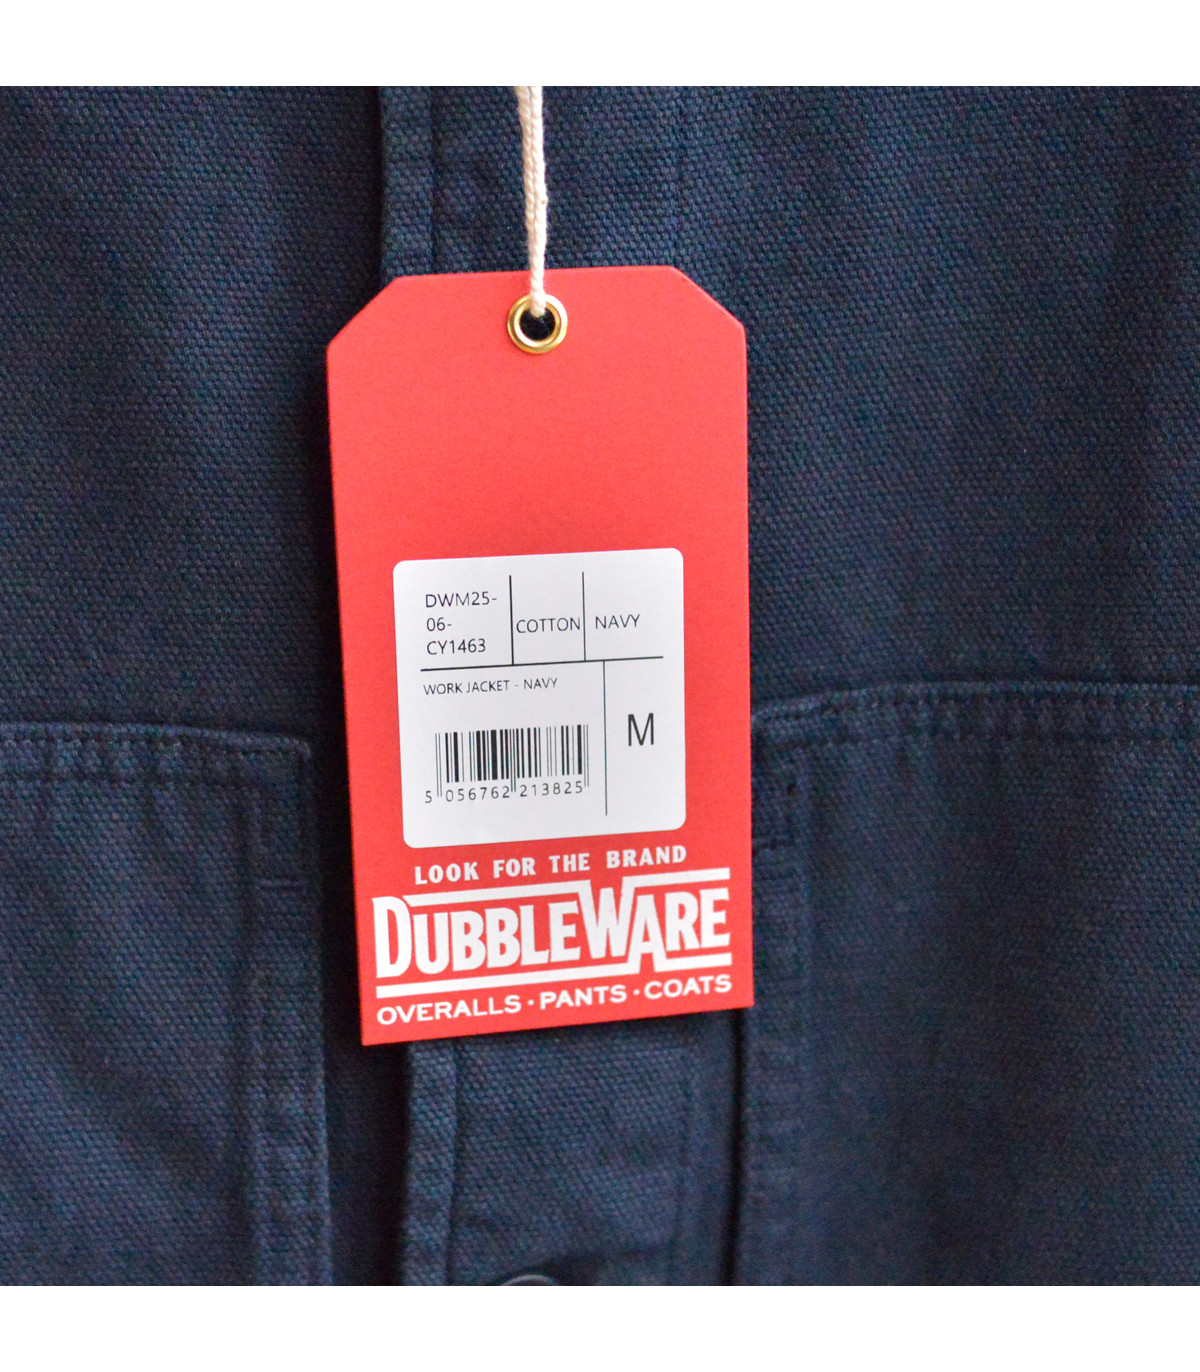 DWM25-
06-
CY1463
COTTON
NAVY
WORK JACKET - NAVY
M
5 056762 213825
LOOK FOR THE BRAND
DUBBLEWARE
OVERALLS · PANTS · COATS